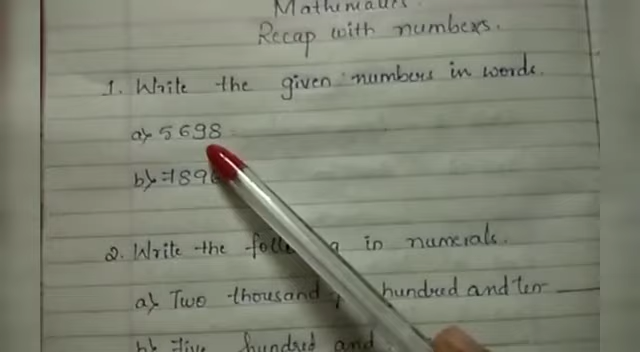 Mathematics.
Recap with numbers.
1. Write the given numbers in words.
a) 5698
b) 789
2. Write the in numerals.
a) Two thousand hundred and ten
b) Five hundred and